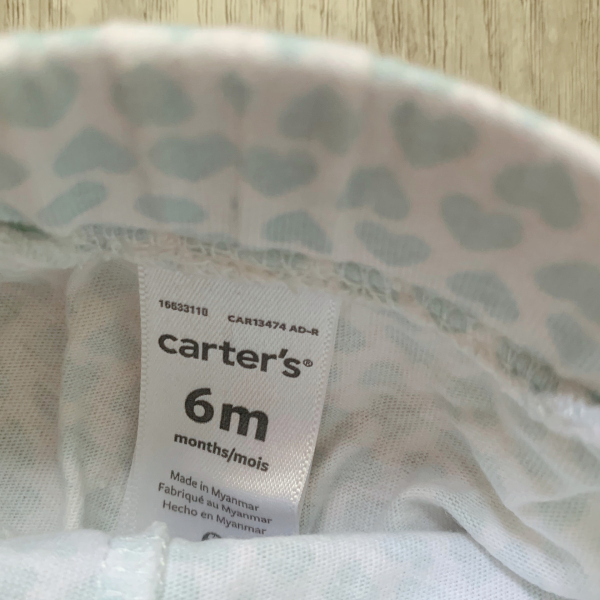 16633110 CAR13474 AD-R
carter's®
6m
months/mois
Made in Myanmar
Fabriqué au Myanmar
Hecho en Myanmar